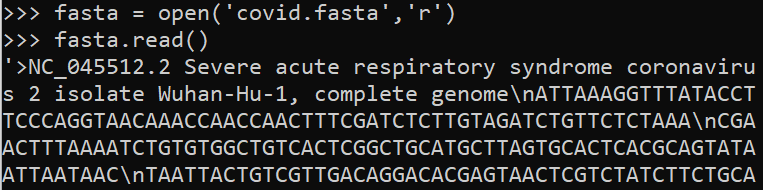 >>> fasta = open('covid.fasta','r')
>>> fasta.read()
'>NC_045512.2 Severe acute respiratory syndrome coronaviru
s 2 isolate Wuhan-Hu-1, complete genome\nATTAAAGGTTTATACCT
TCCCAGGTAACAAACCAACCAACTTTCGATCTCTTGTAGATCTGTTCTCTAAA\nCGA
ACTTTAAAATCTGTGTGGCTGTCACTCGGCTGCATGCTTAGTGCACTCACGCAGTATA
ATTAATAAC\nTAATTACTGTCGTTGACAGGACACGAGTAACTCGTCTATCTTCTGCA